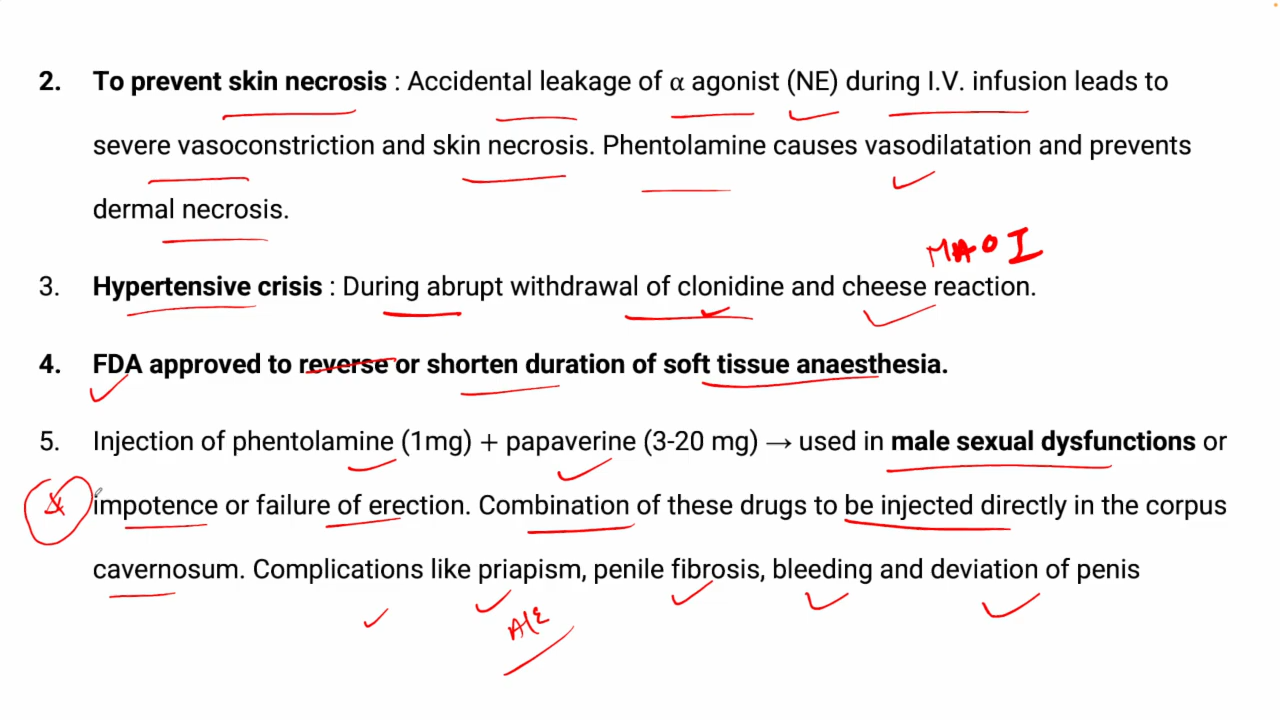 2. To prevent skin necrosis : Accidental leakage of α agonist (NE) during I.V. infusion leads to
severe vasoconstriction and skin necrosis. Phentolamine causes vasodilatation and prevents
dermal necrosis.
MAOI
3. Hypertensive crisis : During abrupt withdrawal of clonidine and cheese reaction.
4. FDA approved to reverse or shorten duration of soft tissue anaesthesia.
5. Injection of phentolamine (1mg) + papaverine (3-20 mg) → used in male sexual dysfunctions or
impotence or failure of erection. Combination of these drugs to be injected directly in the corpus
cavernosum. Complications like priapism, penile fibrosis, bleeding and deviation of penis